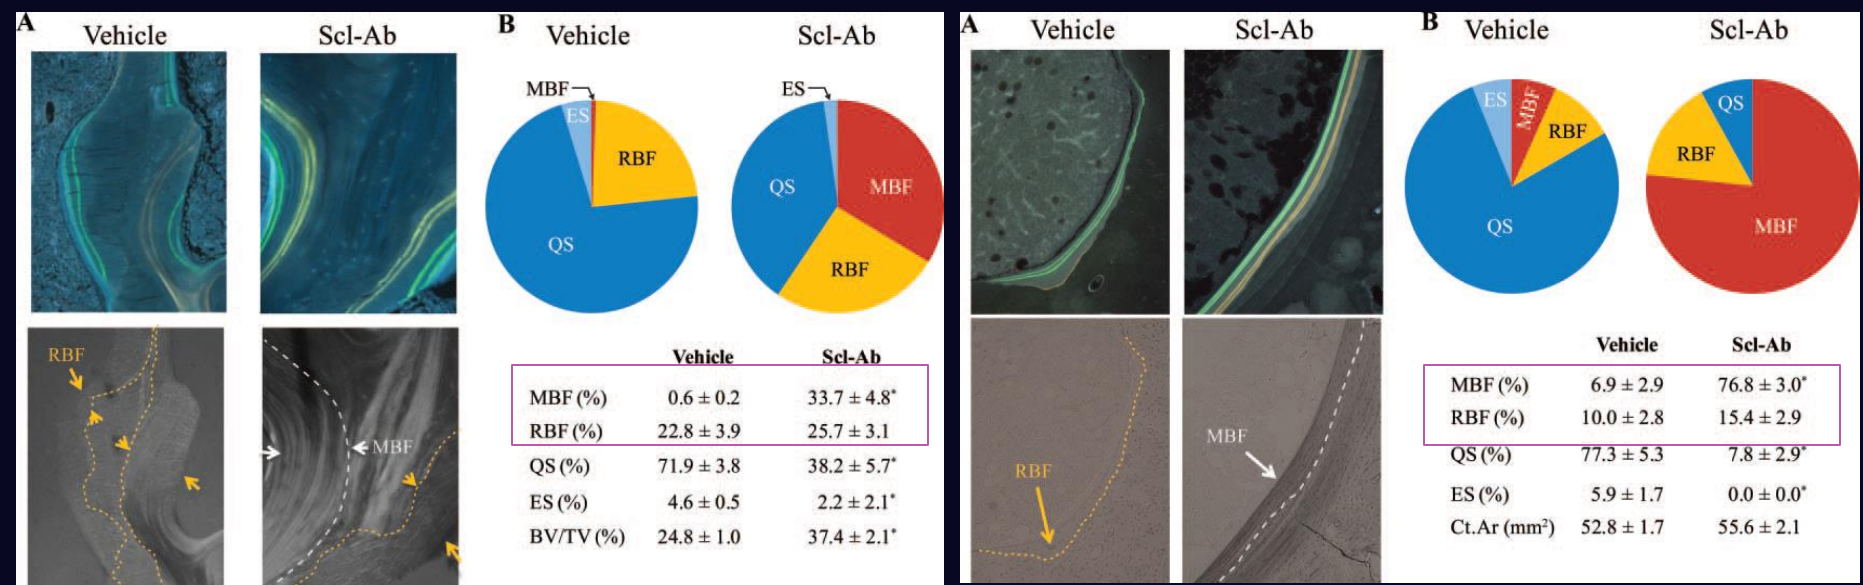 A
Vehicle Scl-Ab
RBF
MBF
B
Vehicle Scl-Ab
MBF
ES
RBF
QS
ES
QS
MBF
RBF
Vehicle Scl-Ab
MBF (%) 0.6 ± 0.2 33.7 ± 4.8*
RBF (%) 22.8 ± 3.9 25.7 ± 3.1
QS (%) 71.9 ± 3.8 38.2 ± 5.7*
ES (%) 4.6 ± 0.5 2.2 ± 2.1*
BV/TV (%) 24.8 ± 1.0 37.4 ± 2.1*
A
Vehicle Scl-Ab
RBF
MBF
B
Vehicle Scl-Ab
ES
MBF
RBF
QS
QS
RBF
MBF
Vehicle Scl-Ab
MBF (%) 6.9 ± 2.9 76.8 ± 3.0*
RBF (%) 10.0 ± 2.8 15.4 ± 2.9
QS (%) 77.3 ± 5.3 7.8 ± 2.9*
ES (%) 5.9 ± 1.7 0.0 ± 0.0*
Ct.Ar (mm²) 52.8 ± 1.7 55.6 ± 2.1